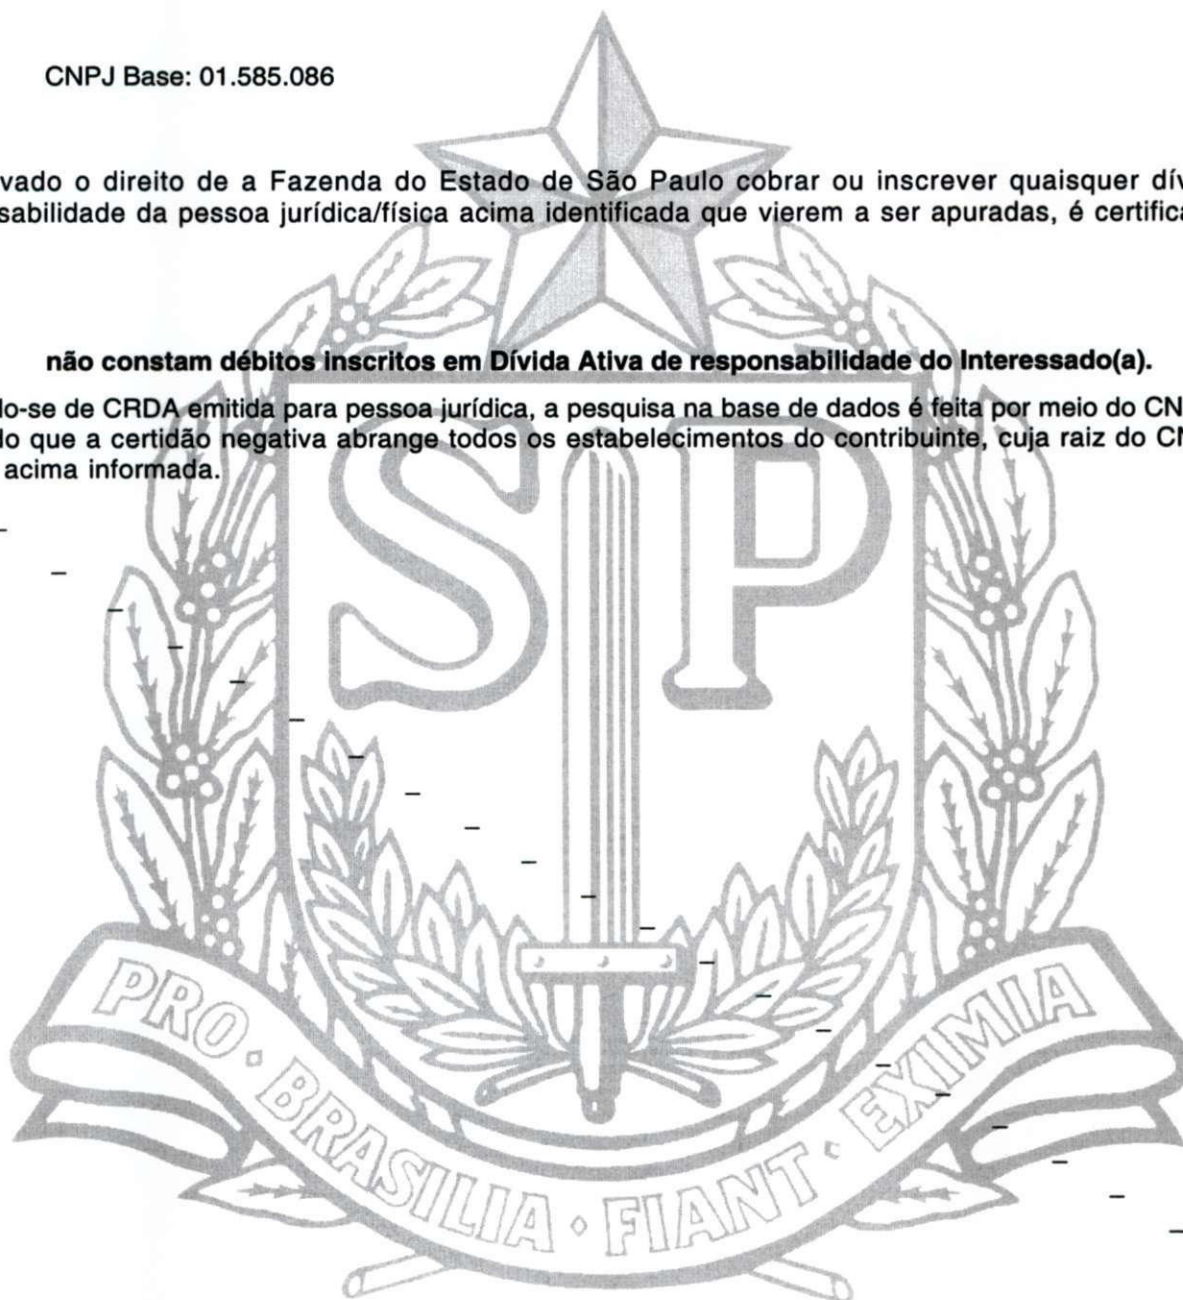 CNPJ Base: 01.585.086
vado o direito de a Fazenda do Estado de São Paulo cobrar ou inscrever quaisquer dív
sabilidade da pessoa jurídica/física acima identificada que vierem a ser apuradas, é certifica
não constam débitos inscritos em Dívida Ativa de responsabilidade do Interessado(a).
do-se de CRDA emitida para pessoa jurídica, a pesquisa na base de dados é feita por meio do CN
do que a certidão negativa abrange todos os estabelecimentos do contribuinte, cuja raiz do CN
acima informada.
SP
PRO · BRASILIA · FIANT · EXIMIA